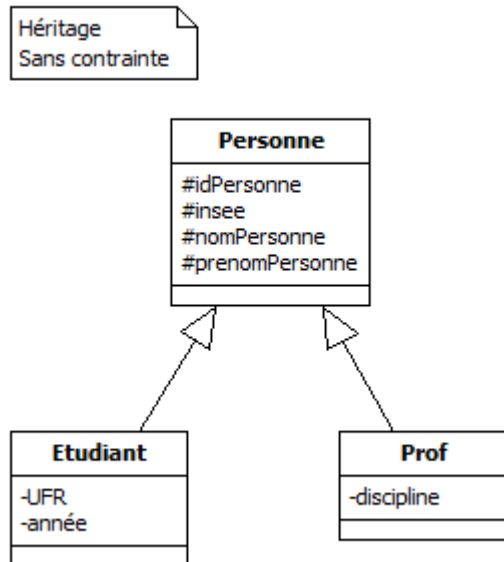 Héritage
Sans contrainte
Personne
#idPersonne
#insee
#nomPersonne
#prenomPersonne
Etudiant
-UFR
-année
Prof
-discipline